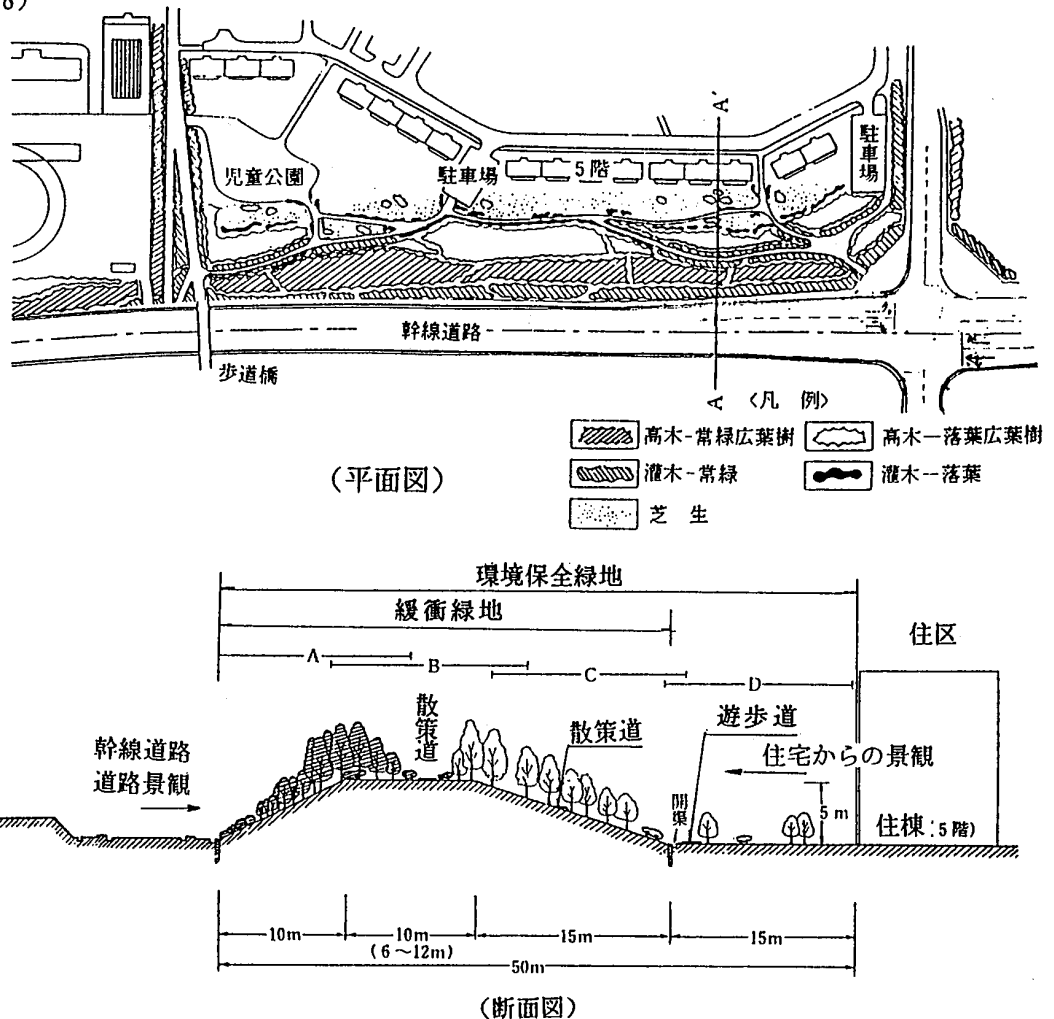 8)
A′
児童公園
駐車場
5階
駐車場
幹線道路
歩道橋
A
〈凡 例〉
高木-常緑広葉樹
高木-落葉広葉樹
灌木-常緑
灌木--落葉
芝 生
(平面図)
環境保全緑地
緩衝緑地
住区
A
B
C
D
散策道
散策道
遊歩道
幹線道路
道路景観
住宅からの景観
開渠
5m
住棟(5階)
10m
10m
15m
15m
(6~12m)
50m
(断面図)